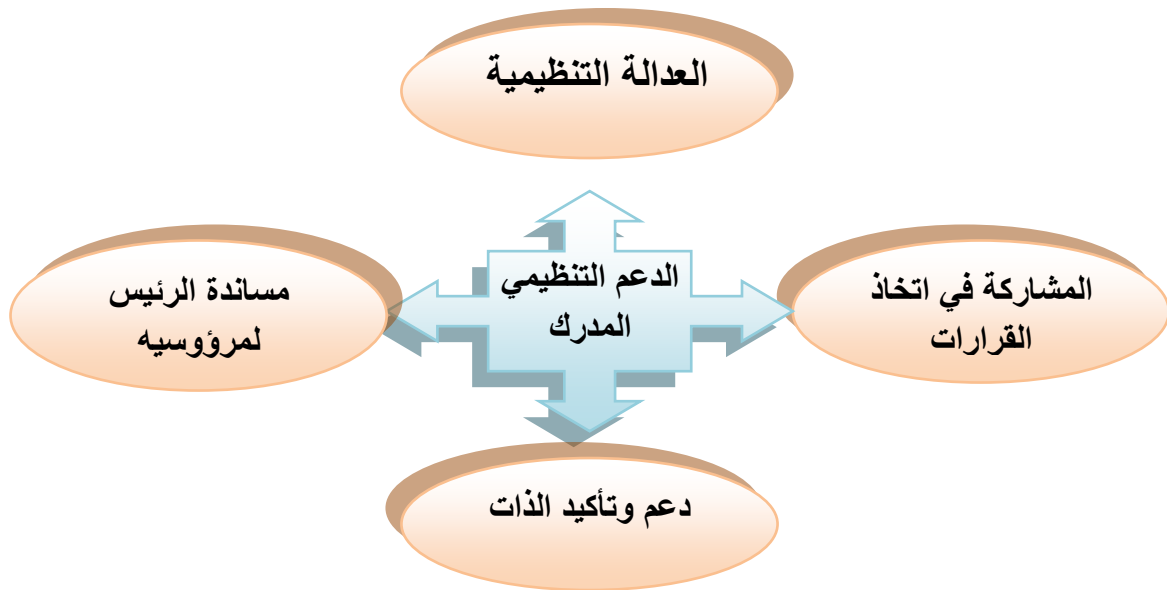 العدالة التنظيمية
المشاركة في اتخاذ
القرارات
الدعم التنظيمي
المدرك
مساندة الرئيس
لمرؤوسيه
دعم وتأكيد الذات